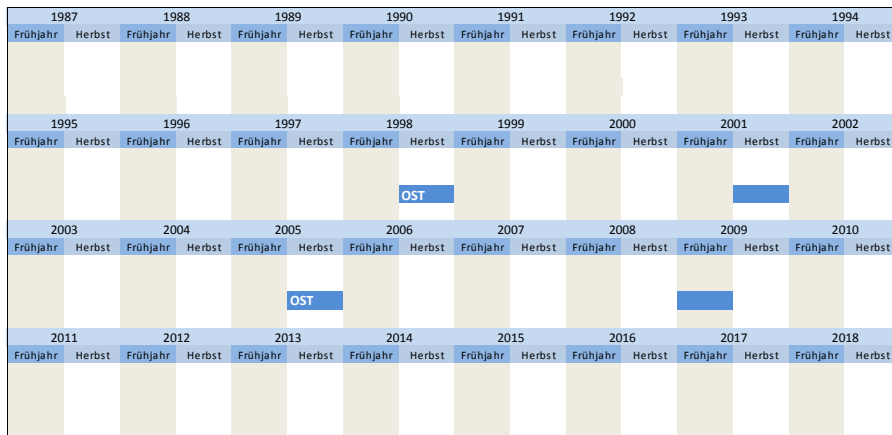 1987 1988 1989 1990 1991 1992 1993 1994
Frühjahr Herbst Frühjahr Herbst Frühjahr Herbst Frühjahr Herbst Frühjahr Herbst Frühjahr Herbst Frühjahr Herbst Frühjahr Herbst
1995 1996 1997 1998 1999 2000 2001 2002
Frühjahr Herbst Frühjahr Herbst Frühjahr Herbst Frühjahr Herbst Frühjahr Herbst Frühjahr Herbst Frühjahr Herbst Frühjahr Herbst
OST
2003 2004 2005 2006 2007 2008 2009 2010
Frühjahr Herbst Frühjahr Herbst Frühjahr Herbst Frühjahr Herbst Frühjahr Herbst Frühjahr Herbst Frühjahr Herbst Frühjahr Herbst
OST
2011 2012 2013 2014 2015 2016 2017 2018
Frühjahr Herbst Frühjahr Herbst Frühjahr Herbst Frühjahr Herbst Frühjahr Herbst Frühjahr Herbst Frühjahr Herbst Frühjahr Herbst